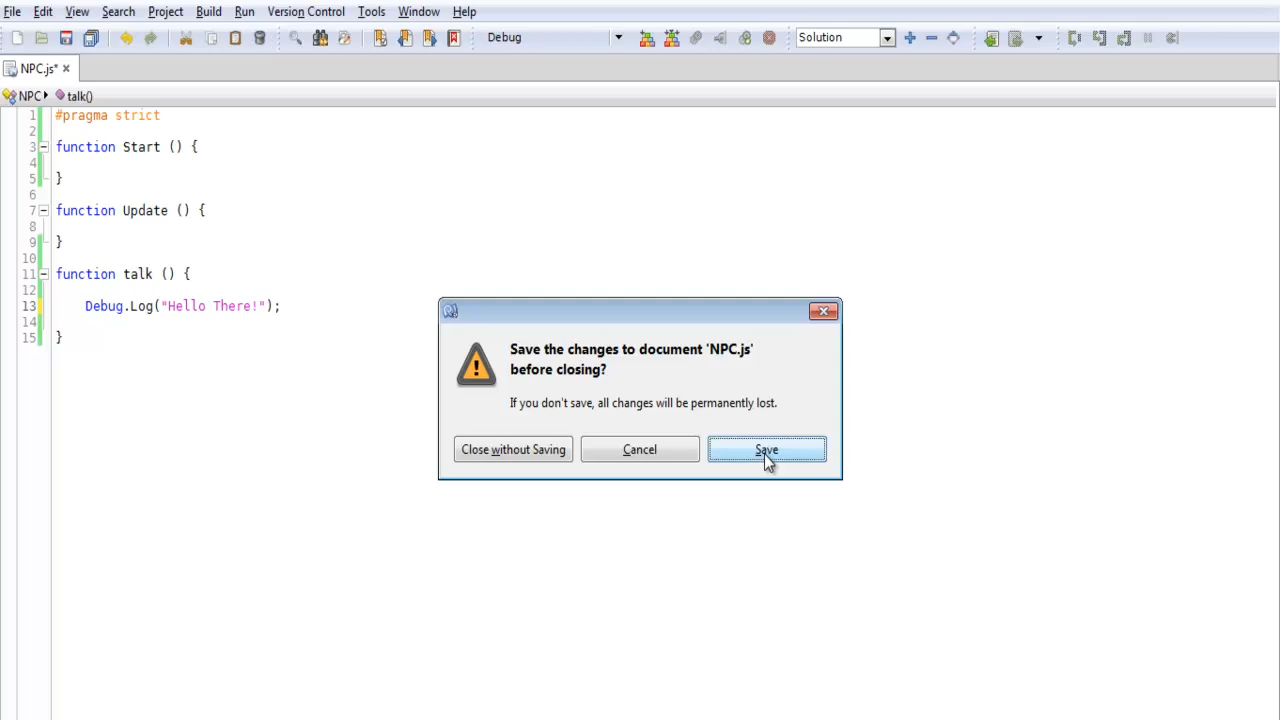 File Edit View Search Project Build Run Version Control Tools Window Help
Debug Solution
NPC.js* ×
NPC talk()
1 #pragma strict
2
3 function Start () {
4
5 }
6
7 function Update () {
8
9 }
10
11 function talk () {
12
13 Debug.Log("Hello There!");
14
15 }
Save the changes to document 'NPC.js'
before closing?
If you don't save, all changes will be permanently lost.
Close without Saving Cancel Save